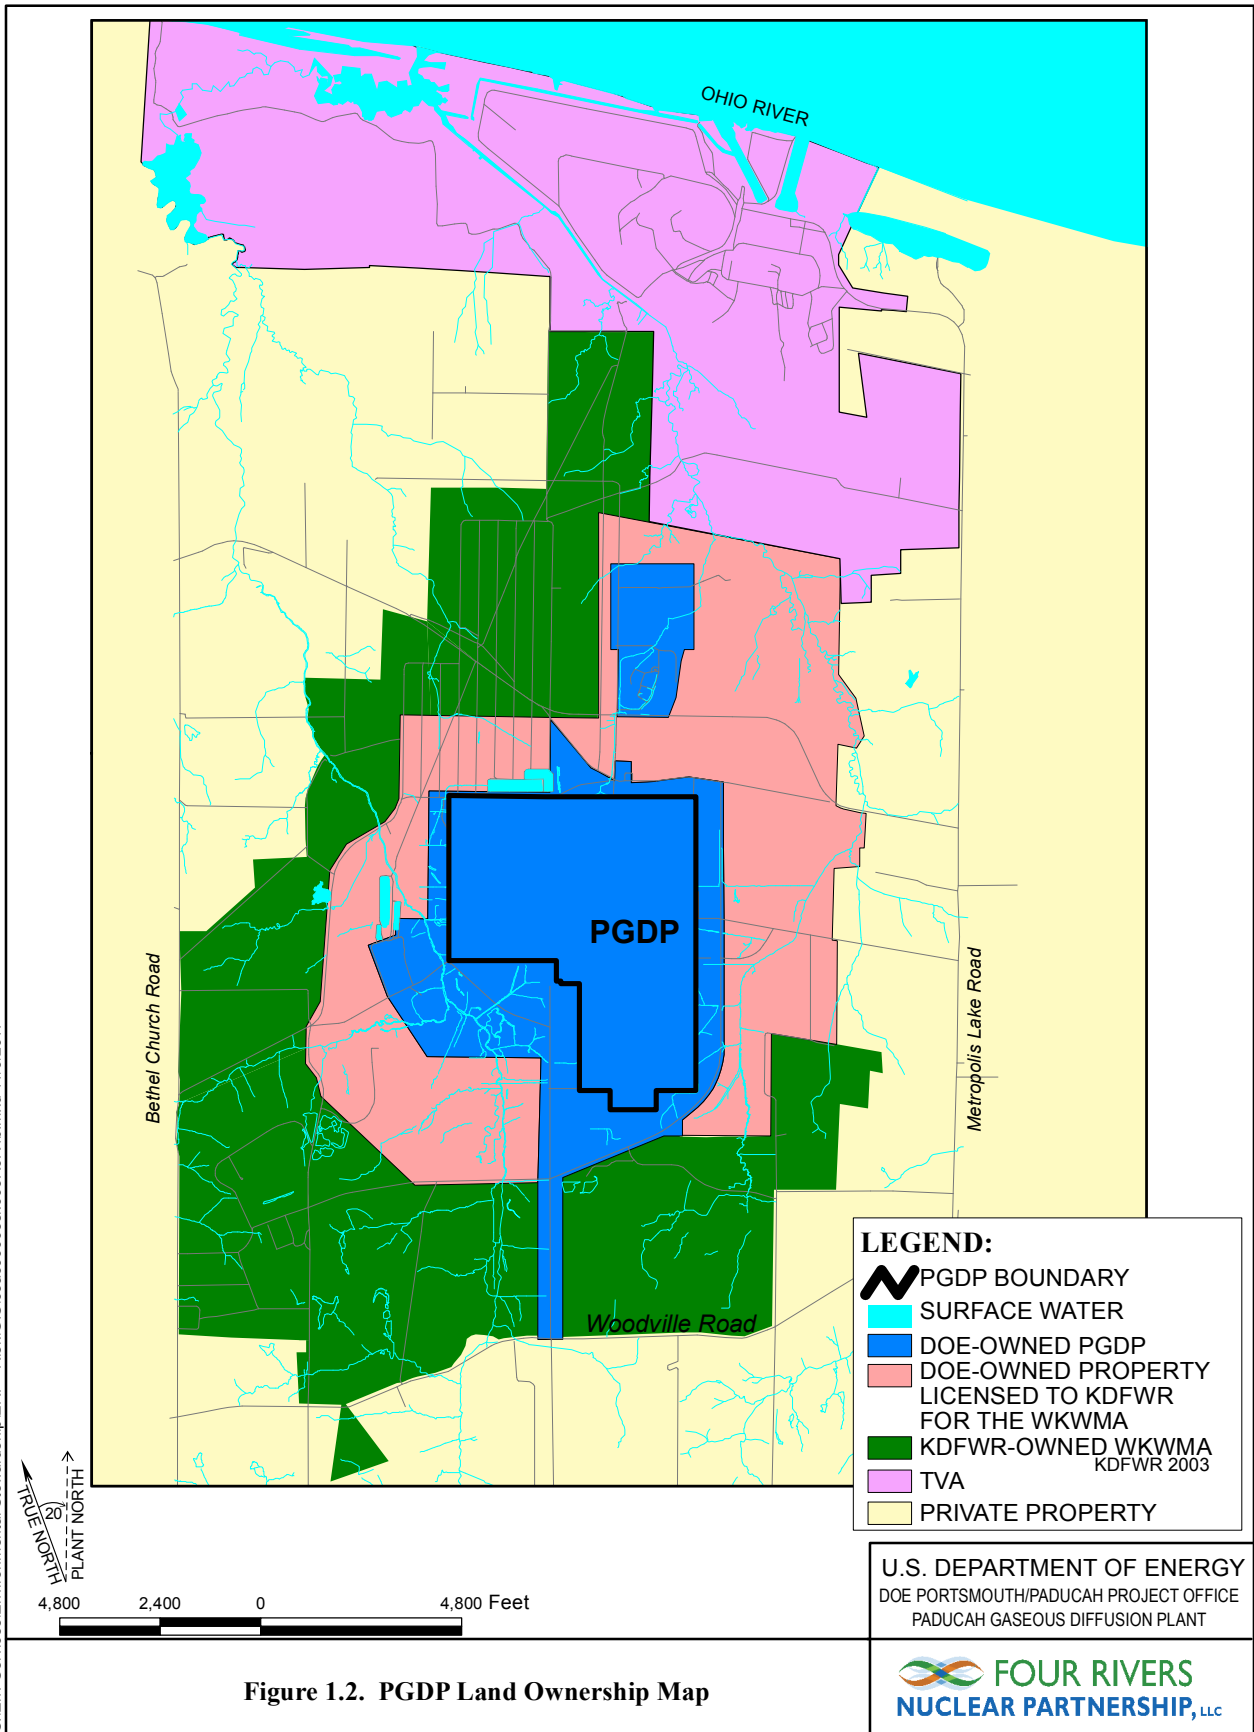 OHIO RIVER
PGDP
Bethel Church Road
Metropolis Lake Road
Woodville Road
LEGEND:
PGDP BOUNDARY
SURFACE WATER
DOE-OWNED PGDP
DOE-OWNED PROPERTY
LICENSED TO KDFWR
FOR THE WKWMA
KDFWR-OWNED WKWMA
KDFWR 2003
TVA
PRIVATE PROPERTY
TRUE NORTH
20
PLANT NORTH
4,800 2,400 0 4,800 Feet
U.S. DEPARTMENT OF ENERGY
DOE PORTSMOUTH/PADUCAH PROJECT OFFICE
PADUCAH GASEOUS DIFFUSION PLANT
Figure 1.2. PGDP Land Ownership Map
FOUR RIVERS
NUCLEAR PARTNERSHIP, LLC